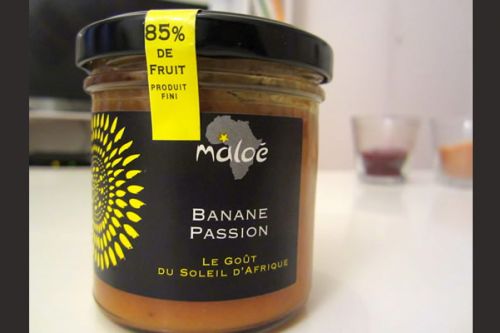 85%
DE
FRUIT
PRODUIT
FINI
maloé
BANANE
PASSION
LE GOÛT
DU SOLEIL D'AFRIQUE